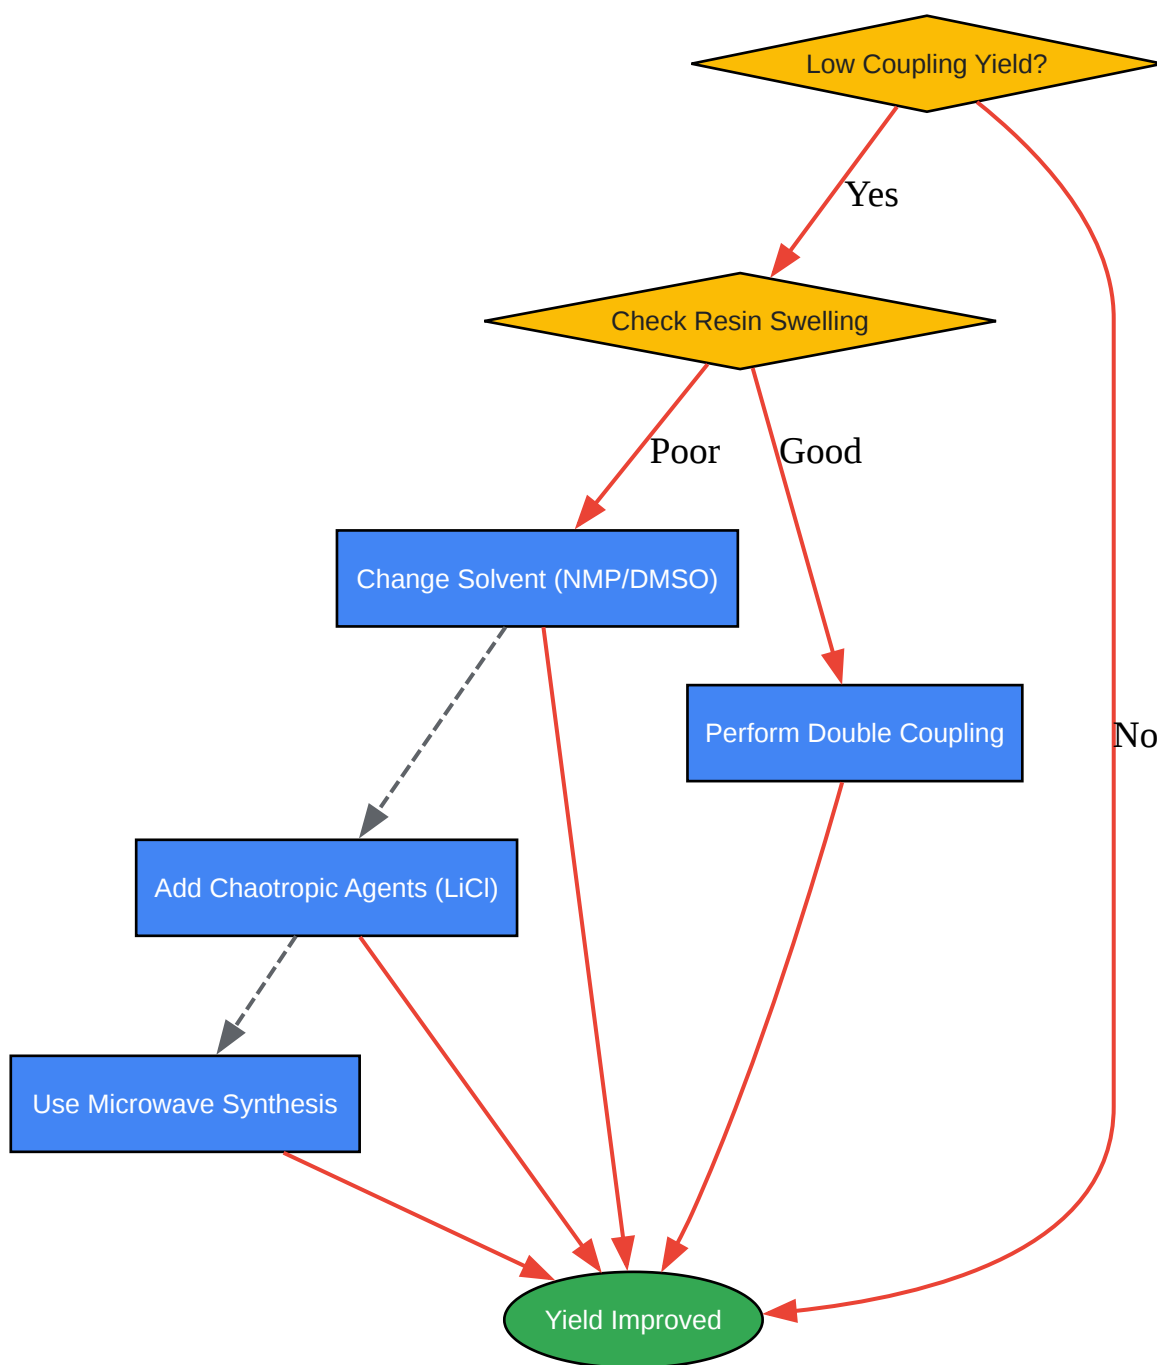 Low Coupling Yield?
Yes
Check Resin Swelling
Poor
Good
Change Solvent (NMP/DMSO)
Perform Double Coupling
No
Add Chaotropic Agents (LiCl)
Use Microwave Synthesis
Yield Improved